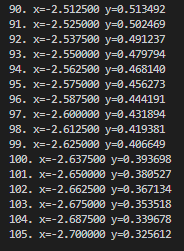 90. x=-2.512500 y=0.513492
91. x=-2.525000 y=0.502469
92. x=-2.537500 y=0.491237
93. x=-2.550000 y=0.479794
94. x=-2.562500 y=0.468140
95. x=-2.575000 y=0.456273
96. x=-2.587500 y=0.444191
97. x=-2.600000 y=0.431894
98. x=-2.612500 y=0.419381
99. x=-2.625000 y=0.406649
100. x=-2.637500 y=0.393698
101. x=-2.650000 y=0.380527
102. x=-2.662500 y=0.367134
103. x=-2.675000 y=0.353518
104. x=-2.687500 y=0.339678
105. x=-2.700000 y=0.325612